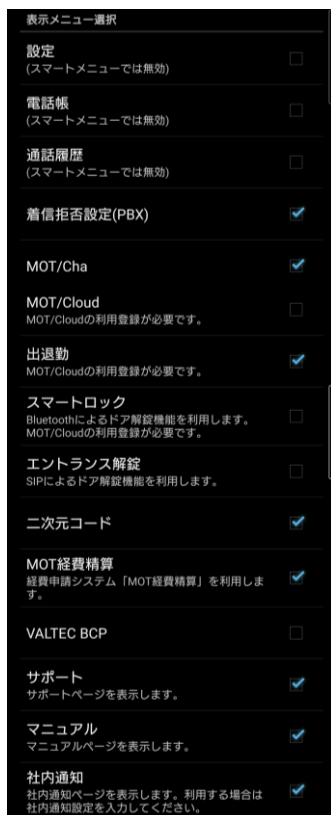 表示メニュー選択
設定
(スマートメニューでは無効)
電話帳
(スマートメニューでは無効)
通話履歴
(スマートメニューでは無効)
着信拒否設定(PBX)
MOT/Cha
MOT/Cloud
MOT/Cloudの利用登録が必要です。
出退勤
MOT/Cloudの利用登録が必要です。
スマートロック
Bluetoothによるドア解錠機能を利用します。
MOT/Cloudの利用登録が必要です。
エントランス解錠
SIPによるドア解錠機能を利用します。
二次元コード
MOT経費精算
経費申請システム「MOT経費精算」を利用しま
す。
VALTEC BCP
サポート
サポートページを表示します。
マニュアル
マニュアルページを表示します。
社内通知
社内通知ページを表示します。利用する場合は
社内通知設定を入力してください。